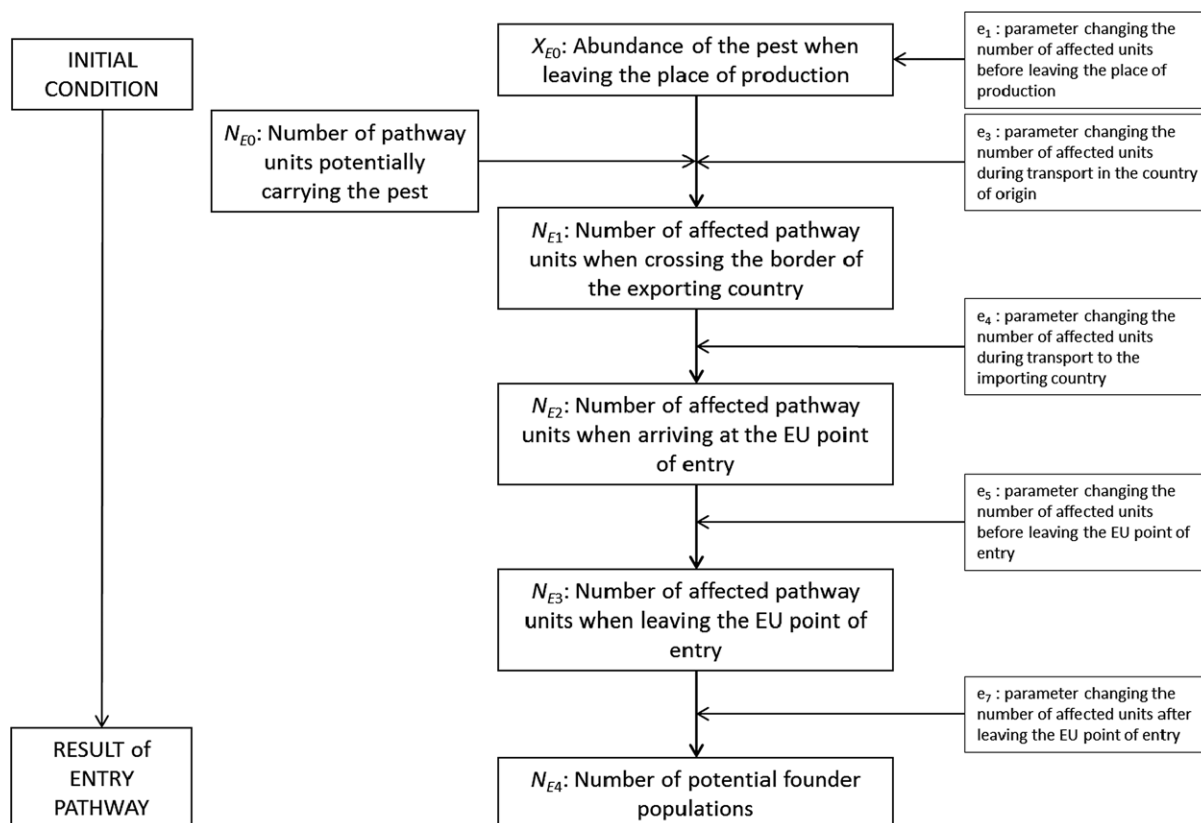 INITIAL
CONDITION
X_E0: Abundance of the pest when
leaving the place of production
e₁ : parameter changing the
number of affected units
before leaving the place of
production
N_E0: Number of pathway
units potentially
carrying the pest
e₃ : parameter changing the
number of affected units
during transport in the country
of origin
N_E1: Number of affected pathway
units when crossing the border of
the exporting country
e₄ : parameter changing the
number of affected units
during transport to the
importing country
N_E2: Number of affected pathway
units when arriving at the EU point
of entry
e₅ : parameter changing the
number of affected units
before leaving the EU point of
entry
N_E3: Number of affected pathway
units when leaving the EU point of
entry
e₇ : parameter changing the
number of affected units after
leaving the EU point of entry
RESULT of
ENTRY
PATHWAY
N_E4: Number of potential founder
populations